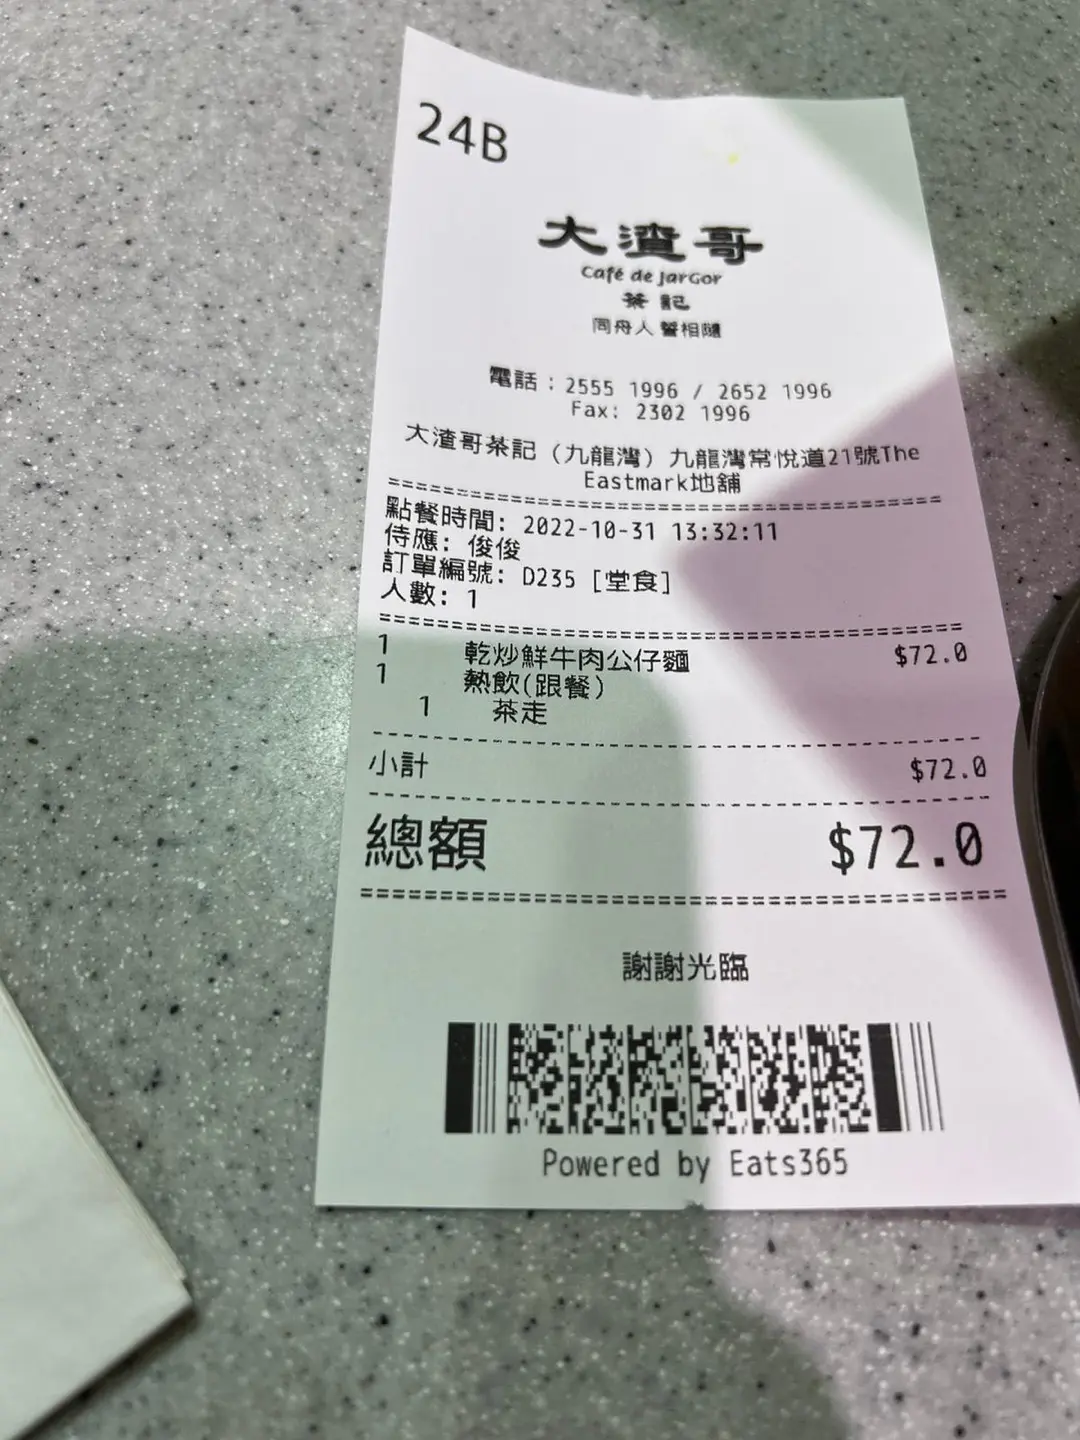 24B
大渣哥
Café de JarGor
茶記
同舟人 誓相隨
電話：2555 1996 / 2652 1996
Fax: 2302 1996
大渣哥茶記（九龍灣）九龍灣常悅道21號The
Eastmark地舖
點餐時間: 2022-10-31 13:32:11
侍應: 俊俊
訂單編號: D235 [堂食]
人數: 1
1 乾炒鮮牛肉公仔麵 $72.0
1 熱飲(跟餐)
1 茶走
小計 $72.0
總額 $72.0
謝謝光臨
Powered by Eats365